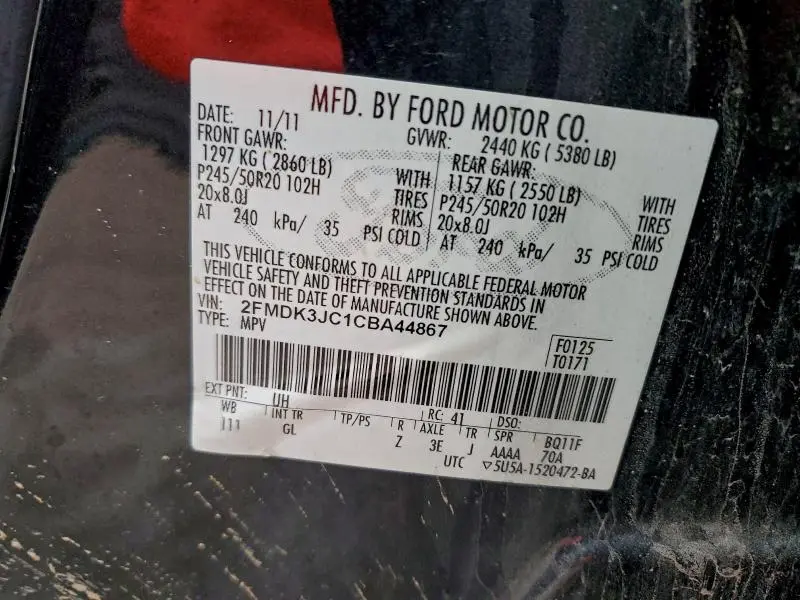 MFD. BY FORD MOTOR CO.
DATE: 11/11 GVWR: 2440 KG ( 5380 LB)
FRONT GAWR: REAR GAWR:
1297 KG ( 2860 LB) WITH 1157 KG ( 2550 LB) WITH
P245/50R20 102H TIRES P245/50R20 102H TIRES
20x8.0J RIMS 20x8.0J RIMS
AT 240 kPa/ 35 PSI COLD AT 240 kPa/ 35 PSI COLD
THIS VEHICLE CONFORMS TO ALL APPLICABLE FEDERAL MOTOR
VEHICLE SAFETY AND THEFT PREVENTION STANDARDS IN
EFFECT ON THE DATE OF MANUFACTURE SHOWN ABOVE.
VIN: 2FMDK3JC1CBA44867
TYPE: MPV
F0125
T0171
EXT PNT: UH RC: 41 DSO:
WB INT TR TP/PS R AXLE TR SPR BQ11F
111 GL Z 3E J AAAA 70A
UTC ▽5U5A-1520472-BA